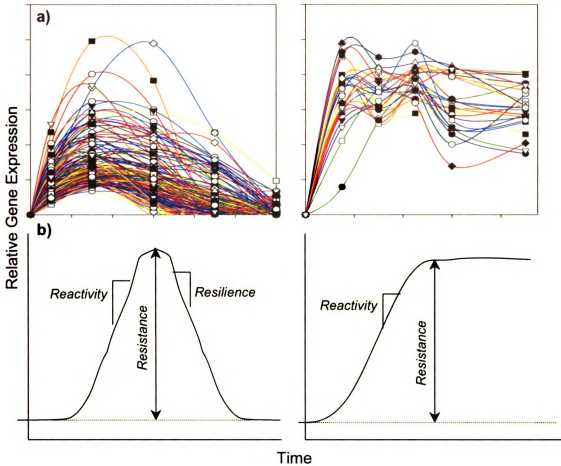 a)
Relative Gene Expression
b)
Reactivity
Resilience
Resistance
Reactivity
Resistance
Time